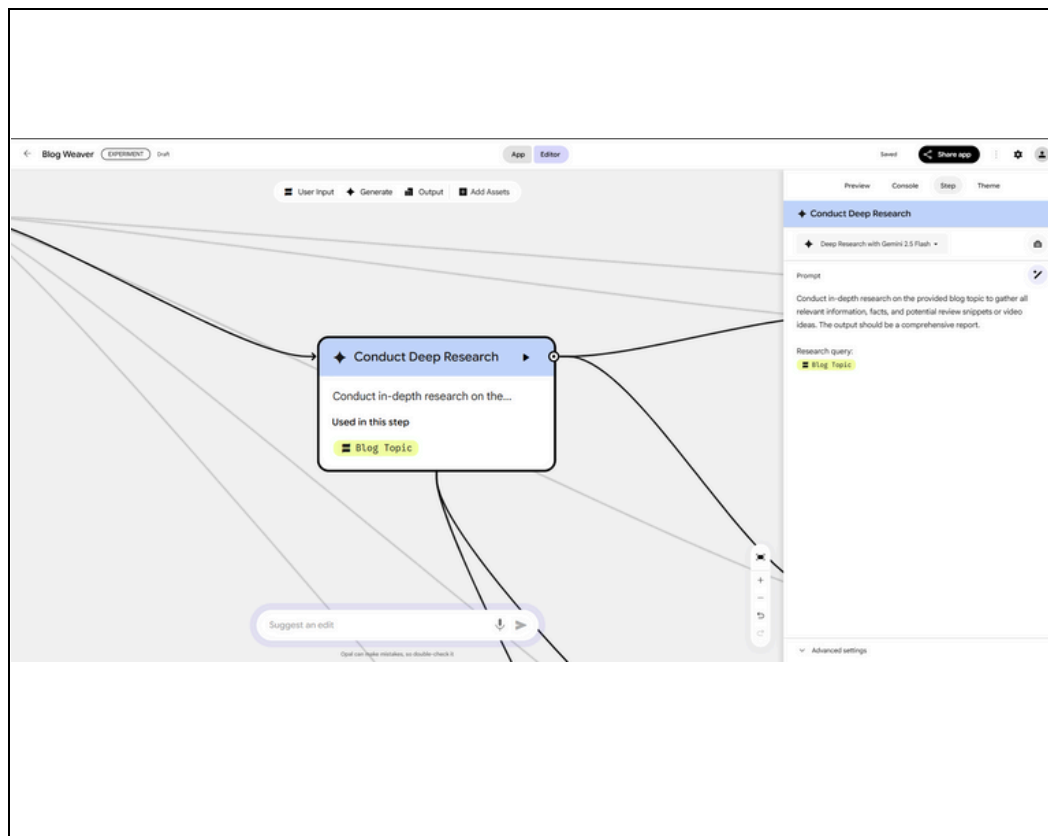 Blog Weaver EXPERIMENT Draft
App Editor
Saved Share app
User Input Generate Output Add Assets
Conduct Deep Research
Conduct in-depth research on the...
Used in this step
Blog Topic
Suggest an edit
Opal can make mistakes, so double-check it
Preview Console Step Theme
Conduct Deep Research
Deep Research with Gemini 2.5 Flash
Prompt
Conduct in-depth research on the provided blog topic to gather all
relevant information, facts, and potential review snippets or video
ideas. The output should be a comprehensive report.
Research query:
Blog Topic
Advanced settings